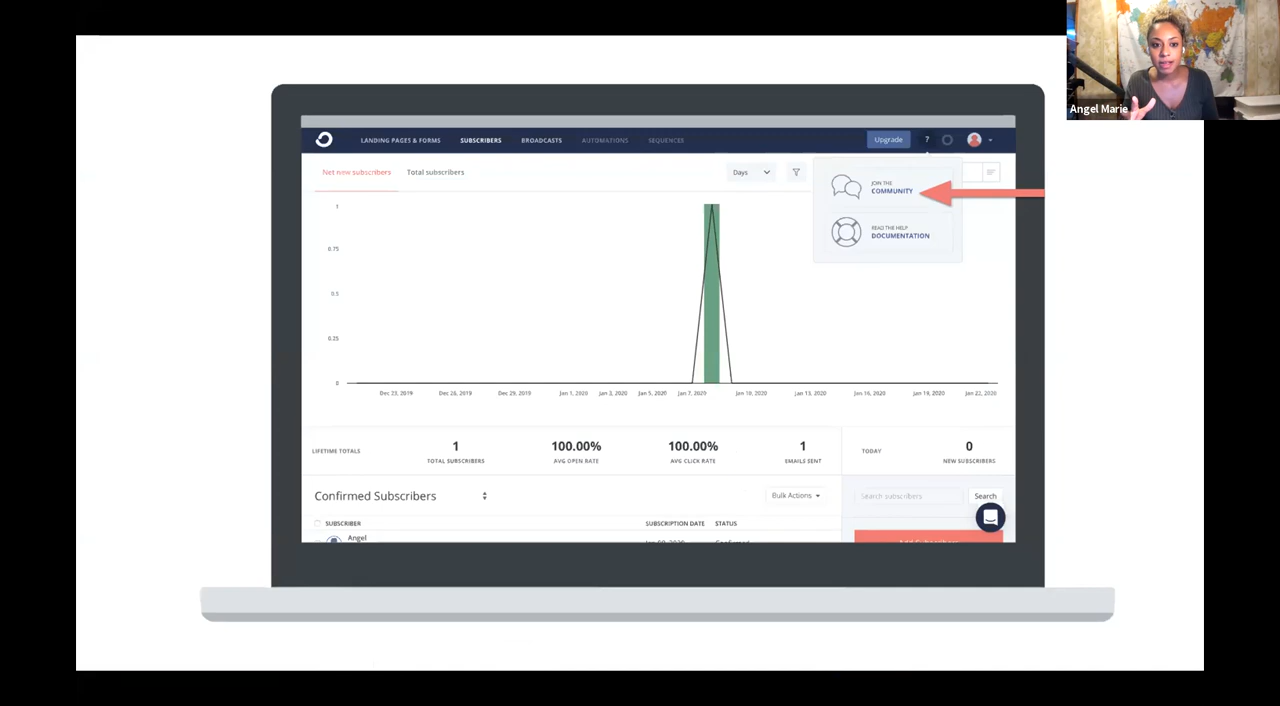 Angel Marie
LANDING PAGES & FORMS SUBSCRIBERS BROADCASTS AUTOMATIONS SEQUENCES Upgrade ?
Net new subscribers Total subscribers Days
JOIN THE
COMMUNITY
READ THE HELP
DOCUMENTATION
1
0.75
0.5
0.25
0
Dec 23, 2019 Dec 26, 2019 Dec 29, 2019 Jan 1, 2020 Jan 3, 2020 Jan 5, 2020 Jan 7, 2020 Jan 10, 2020 Jan 13, 2020 Jan 16, 2020 Jan 19, 2020 Jan 22, 2020
LIFETIME TOTALS
1
TOTAL SUBSCRIBERS
100.00%
AVG OPEN RATE
100.00%
AVG CLICK RATE
1
EMAILS SENT
TODAY
0
NEW SUBSCRIBERS
Confirmed Subscribers
Bulk Actions
Search subscribers Search
SUBSCRIBER SUBSCRIPTION DATE STATUS
Angel
Confirmed
Add Subscribers